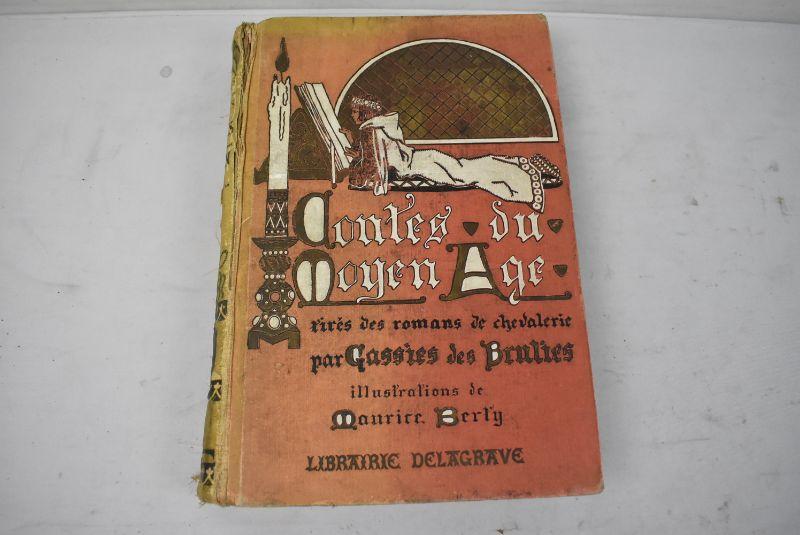 Contes du
Moyen Age
tirés des romans de chevalerie
par Gassies des Brulies
illustrations de
Maurice Berty
LIBRAIRIE DELAGRAVE